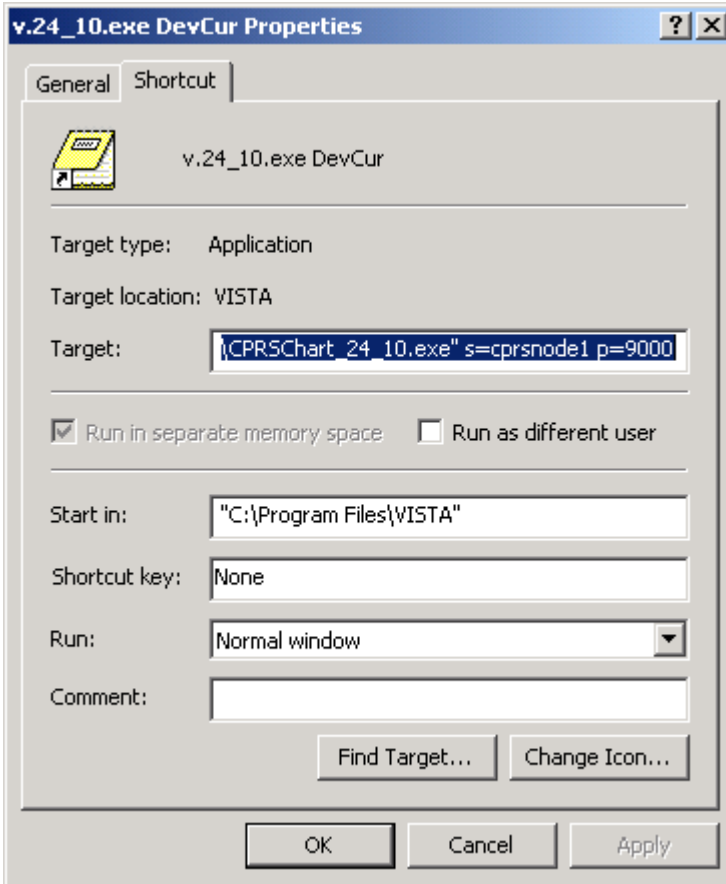 v.24_10.exe DevCur Properties
General Shortcut
v.24_10.exe DevCur
Target type: Application
Target location: VISTA
Target: \CPRSChart_24_10.exe" s=cprsnode1 p=9000
Run in separate memory space Run as different user
Start in: "C:\Program Files\VISTA"
Shortcut key: None
Run: Normal window
Comment:
Find Target... Change Icon...
OK Cancel Apply